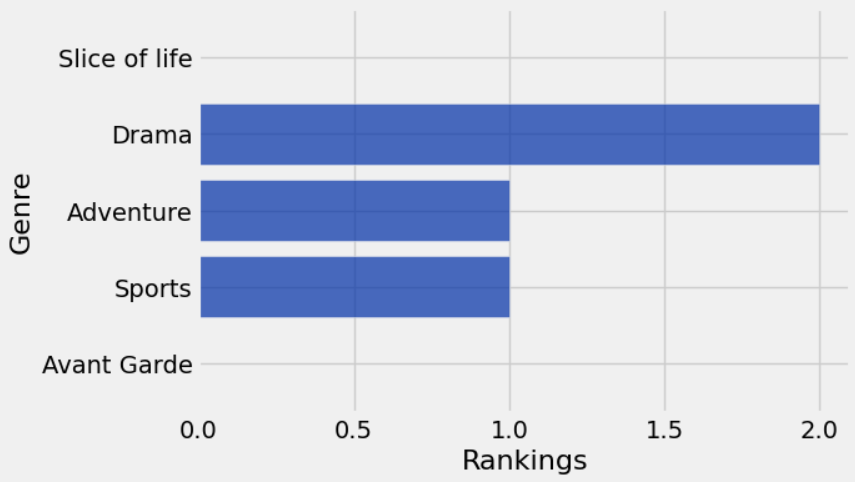 Slice of life
Drama
Adventure
Sports
Avant Garde
Genre
0.0 0.5 1.0 1.5 2.0
Rankings